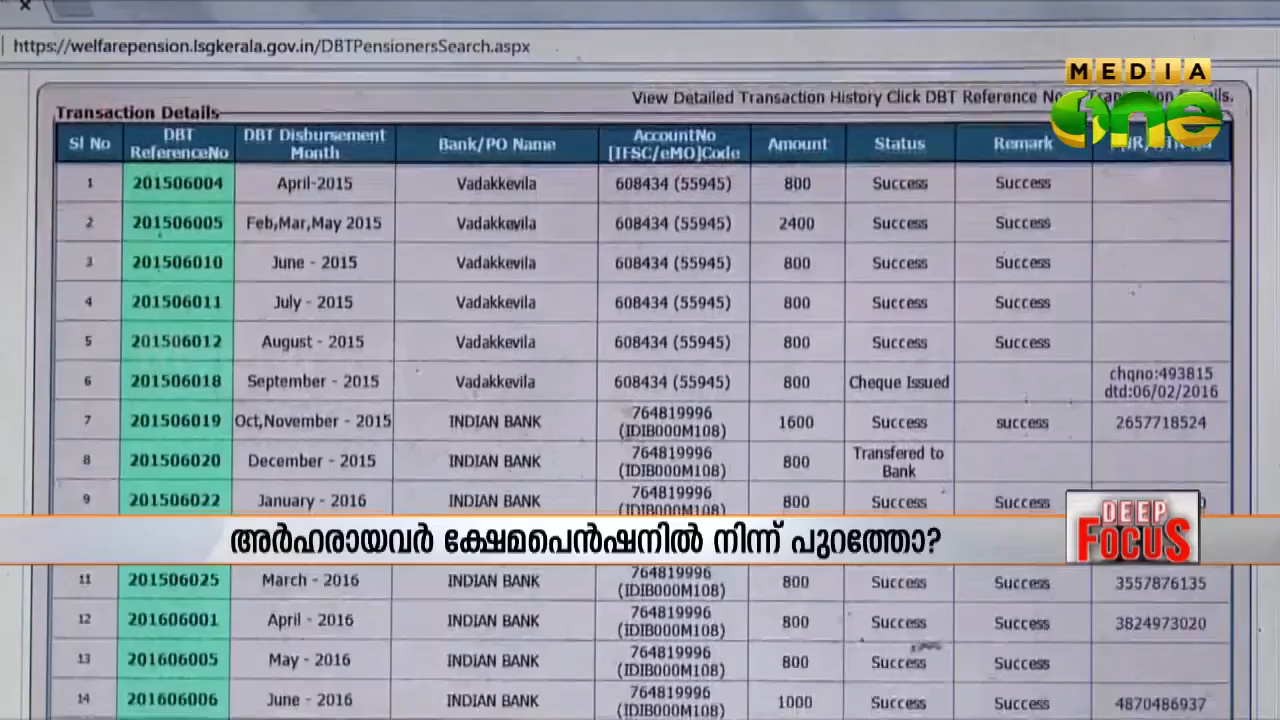 https://welfarepension.lsgkerala.gov.in/DBTPensionersSearch.aspx
MEDIA
one
View Detailed Transaction History Click DBT Reference No
Transaction Details
Sl No DBT ReferenceNo DBT Disbursement Month Bank/PO Name AccountNo [IFSC/eMO]Code Amount Status Remark
1 201506004 April-2015 Vadakkevila 608434 (55945) 800 Success Success
2 201506005 Feb,Mar,May 2015 Vadakkevila 608434 (55945) 2400 Success Success
3 201506010 June - 2015 Vadakkevila 608434 (55945) 800 Success Success
4 201506011 July - 2015 Vadakkevila 608434 (55945) 800 Success Success
5 201506012 August - 2015 Vadakkevila 608434 (55945) 800 Success Success
6 201506018 September - 2015 Vadakkevila 608434 (55945) 800 Cheque Issued chqno:493815 dtd:06/02/2016
7 201506019 Oct,November - 2015 INDIAN BANK 764819996 (IDIB000M108) 1600 Success success 2657718524
8 201506020 December - 2015 INDIAN BANK 764819996 (IDIB000M108) 800 Transfered to Bank
9 201506022 January - 2016 INDIAN BANK 764819996 (IDIB000M108) 800 Success Success
അർഹരായവർ ക്ഷേമപെൻഷനിൽ നിന്ന് പുറത്തോ?
DEEP
FOCUS
11 201506025 March - 2016 INDIAN BANK 764819996 (IDIB000M108) 800 Success Success 3557876135
12 201606001 April - 2016 INDIAN BANK 764819996 (IDIB000M108) 800 Success Success 3824973020
13 201606005 May - 2016 INDIAN BANK 764819996 (IDIB000M108) 800 Success Success
14 201606006 June - 2016 INDIAN BANK 764819996 (IDIB000M108) 1000 Success Success 4870486937